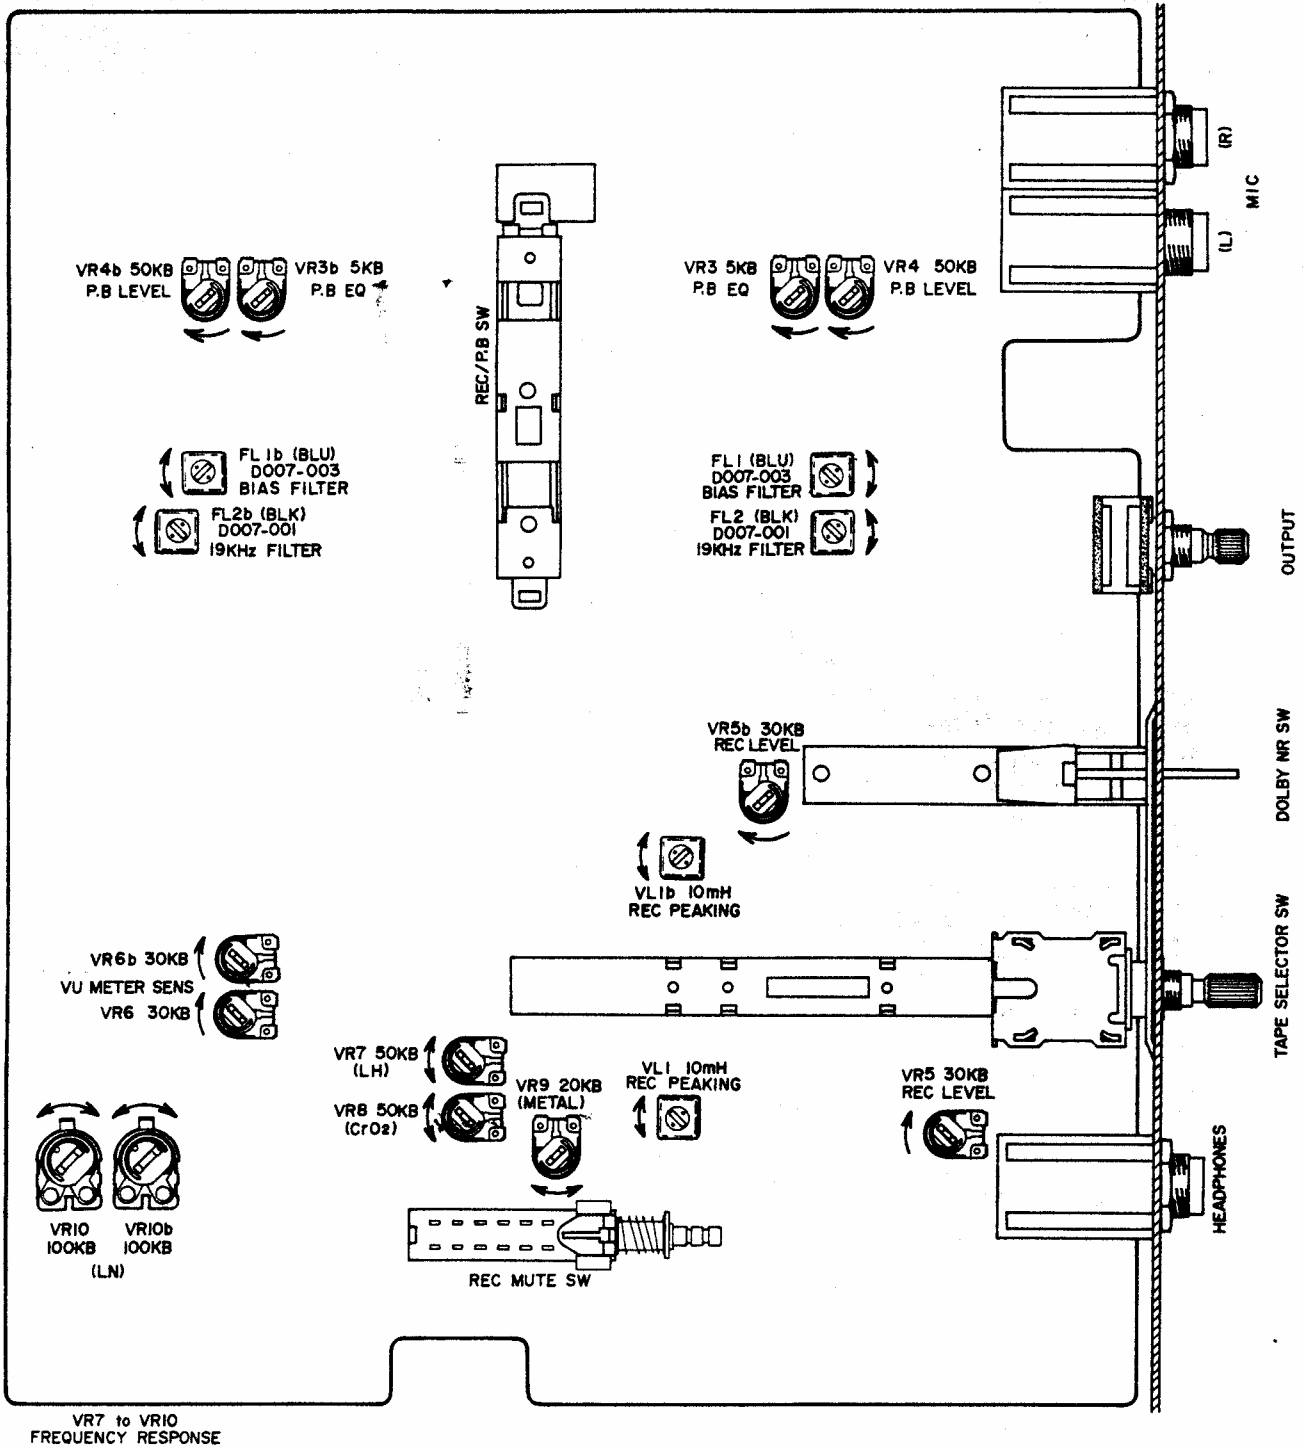 (R)
MIC
(L)
VR4b 50KB
P.B LEVEL
VR3b 5KB
P.B EQ
VR3 5KB
P.B EQ
VR4 50KB
P.B LEVEL
REC/P.B SW
FL1b (BLU)
D007-003
BIAS FILTER
FL2b (BLK)
D007-001
19KHz FILTER
FL1 (BLU)
D007-003
BIAS FILTER
FL2 (BLK)
D007-001
19KHz FILTER
OUTPUT
VR5b 30KB
REC LEVEL
DOLBY NR SW
VL1b 10mH
REC PEAKING
TAPE SELECTOR SW
VR6b 30KB
VU METER SENS
VR6 30KB
VR7 50KB
(LH)
VR8 50KB
(CrO2)
VR9 20KB
(METAL)
VL1 10mH
REC PEAKING
VR5 30KB
REC LEVEL
HEADPHONES
VR10
100KB
VR10b
100KB
(LN)
REC MUTE SW
VR7 to VR10
FREQUENCY RESPONSE